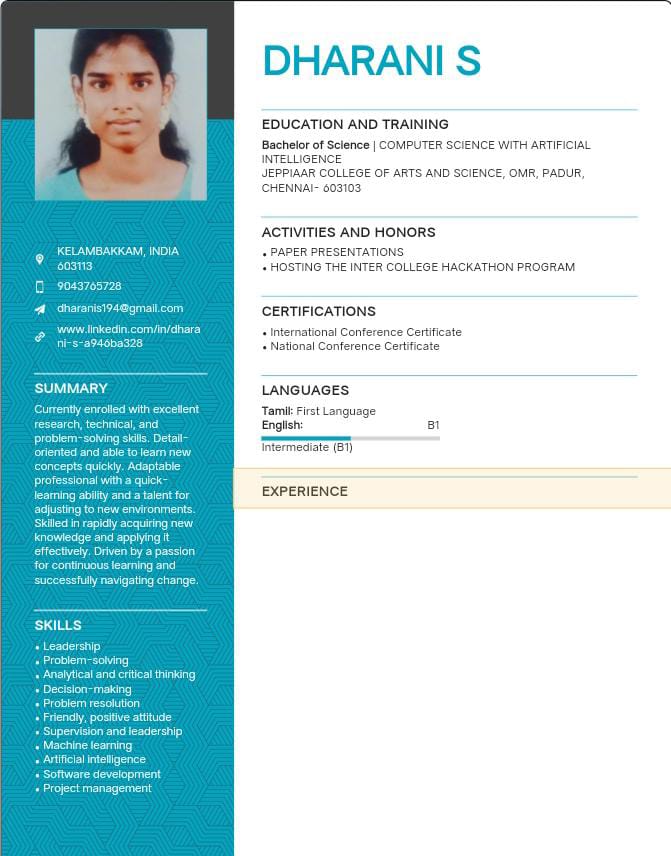 DHARANI S
KELAMBAKKAM, INDIA
603113
9043765728
dharanis194@gmail.com
www.linkedin.com/in/dhara
ni-s-a946ba328
SUMMARY
Currently enrolled with excellent
research, technical, and
problem-solving skills. Detail-
oriented and able to learn new
concepts quickly. Adaptable
professional with a quick-
learning ability and a talent for
adjusting to new environments.
Skilled in rapidly acquiring new
knowledge and applying it
effectively. Driven by a passion
for continuous learning and
successfully navigating change.
SKILLS
• Leadership
• Problem-solving
• Analytical and critical thinking
• Decision-making
• Problem resolution
• Friendly, positive attitude
• Supervision and leadership
• Machine learning
• Artificial Intelligence
• Software development
• Project management
EDUCATION AND TRAINING
Bachelor of Science | COMPUTER SCIENCE WITH ARTIFICIAL
INTELLIGENCE
JEPPIAAR COLLEGE OF ARTS AND SCIENCE, OMR, PADUR,
CHENNAI- 603103
ACTIVITIES AND HONORS
• PAPER PRESENTATIONS
• HOSTING THE INTER COLLEGE HACKATHON PROGRAM
CERTIFICATIONS
• International Conference Certificate
• National Conference Certificate
LANGUAGES
Tamil: First Language
English: B1
Intermediate (B1)
EXPERIENCE